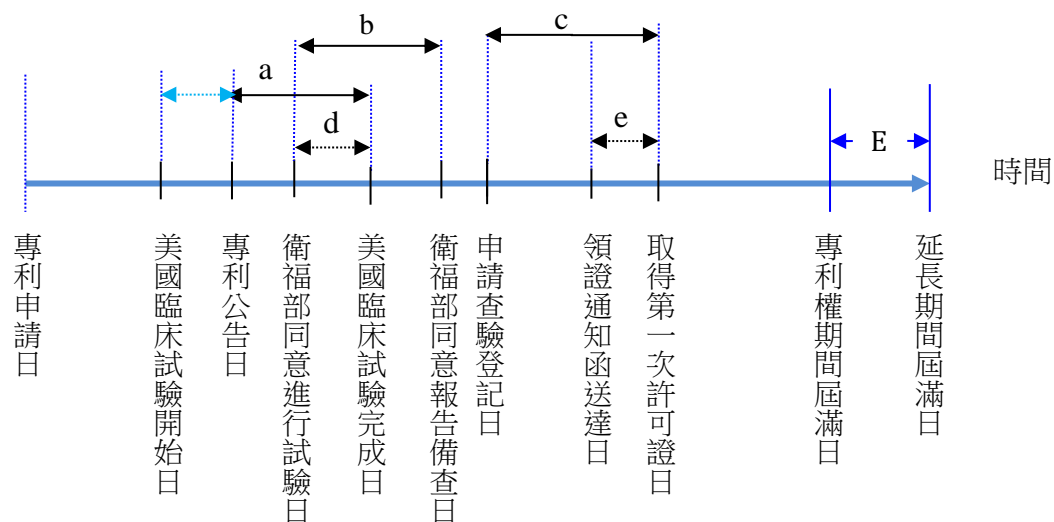 b
c
a
d
e
E
時間
專利申請日
美國臨床試驗開始日
專利公告日
衛福部同意進行試驗日
美國臨床試驗完成日
衛福部同意報告備查日
申請查驗登記日
領證通知函送達日
取得第一次許可證日
專利權期間屆滿日
延長期間屆滿日